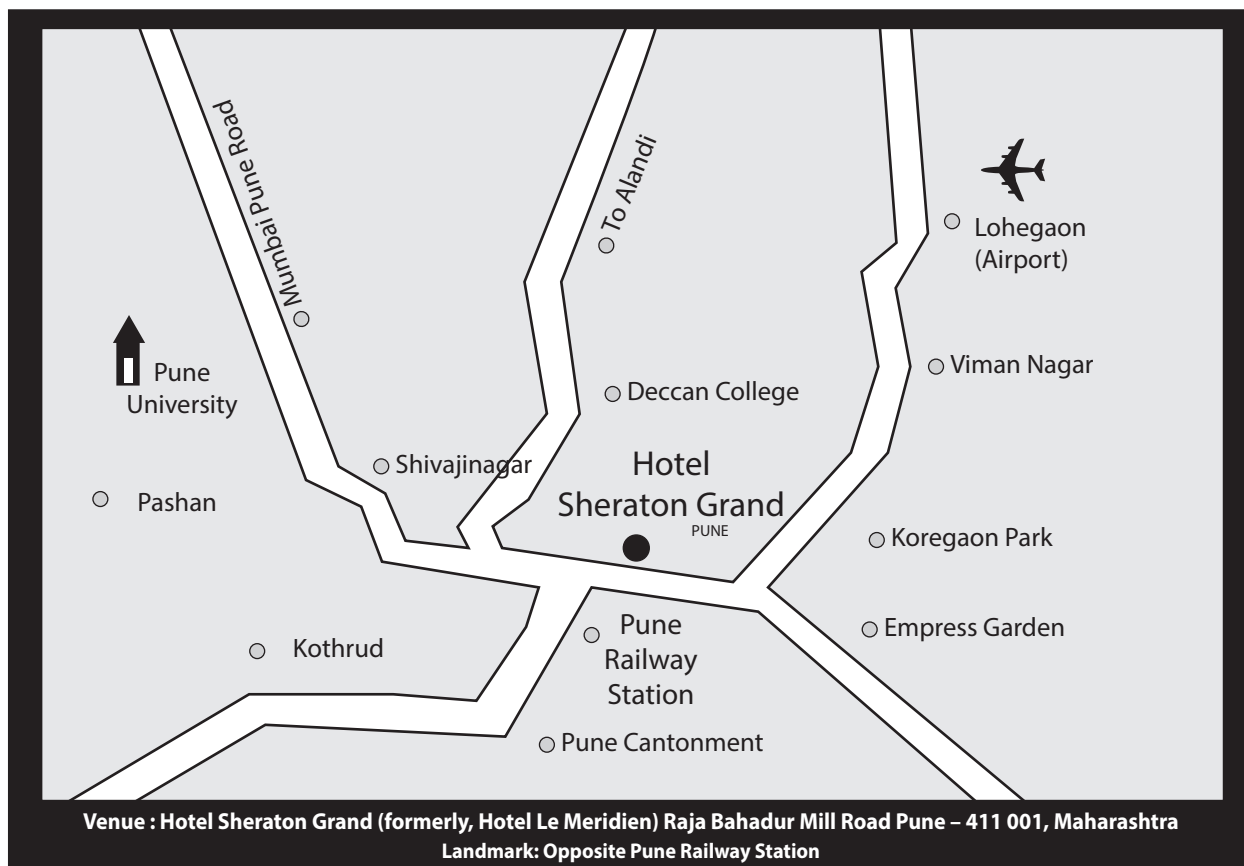 Mumbai Pune Road
To Alandi
Lohegaon
(Airport)
Pune
University
Viman Nagar
Deccan College
Shivajinagar
Hotel
Sheraton Grand
PUNE
Pashan
Koregaon Park
Empress Garden
Kothrud
Pune
Railway
Station
Pune Cantonment
Venue : Hotel Sheraton Grand (formerly, Hotel Le Meridien) Raja Bahadur Mill Road Pune – 411 001, Maharashtra
Landmark: Opposite Pune Railway Station